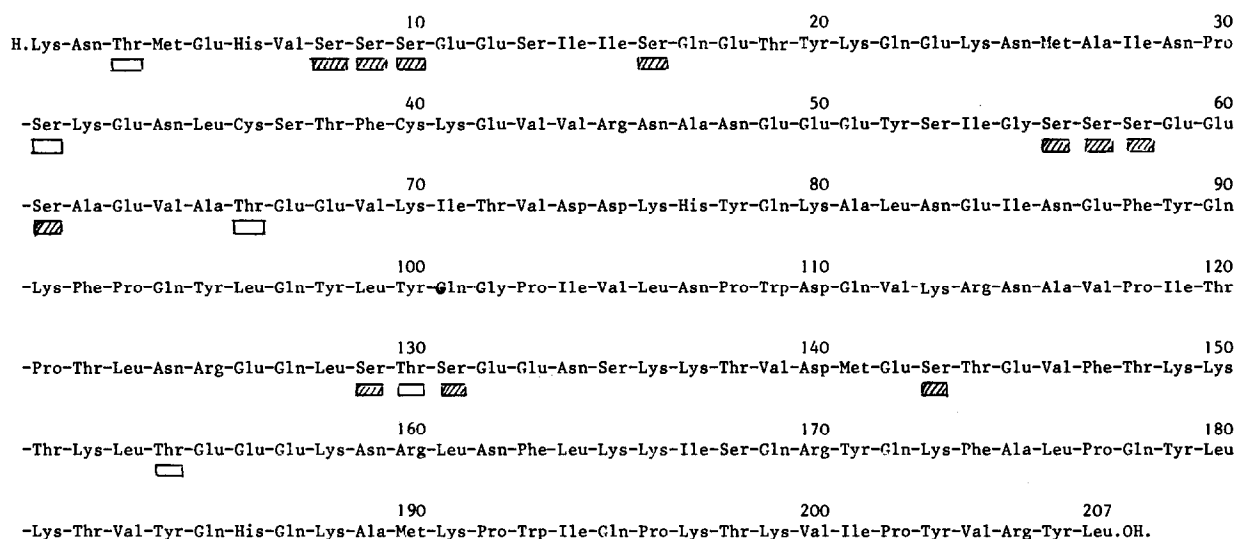 10 20 30
H.Lys-Asn-Thr-Met-Glu-His-Val-Ser-Ser-Ser-Glu-Glu-Ser-Ile-Ile-Ser-Gln-Glu-Thr-Tyr-Lys-Gln-Glu-Lys-Asn-Met-Ala-Ile-Asn-Pro
40 50 60
-Ser-Lys-Glu-Asn-Leu-Cys-Ser-Thr-Phe-Cys-Lys-Glu-Val-Val-Arg-Asn-Ala-Asn-Glu-Glu-Glu-Tyr-Ser-Ile-Gly-Ser-Ser-Ser-Glu-Glu
70 80 90
-Ser-Ala-Glu-Val-Ala-Thr-Glu-Glu-Val-Lys-Ile-Thr-Val-Asp-Asp-Lys-His-Tyr-Gln-Lys-Ala-Leu-Asn-Glu-Ile-Asn-Glu-Phe-Tyr-Gln
100 110 120
-Lys-Phe-Pro-Gln-Tyr-Leu-Gln-Tyr-Leu-Tyr-Gln-Gly-Pro-Ile-Val-Leu-Asn-Pro-Trp-Asp-Gln-Val-Lys-Arg-Asn-Ala-Val-Pro-Ile-Thr
130 140 150
-Pro-Thr-Leu-Asn-Arg-Glu-Gln-Leu-Ser-Thr-Ser-Glu-Glu-Asn-Ser-Lys-Lys-Thr-Val-Asp-Met-Glu-Ser-Thr-Glu-Val-Phe-Thr-Lys-Lys
160 170 180
-Thr-Lys-Leu-Thr-Glu-Glu-Glu-Lys-Asn-Arg-Leu-Asn-Phe-Leu-Lys-Lys-Ile-Ser-Gln-Arg-Tyr-Gln-Lys-Phe-Ala-Leu-Pro-Gln-Tyr-Leu
190 200 207
-Lys-Thr-Val-Tyr-Gln-His-Gln-Lys-Ala-Met-Lys-Pro-Trp-Ile-Gln-Pro-Lys-Thr-Lys-Val-Ile-Pro-Tyr-Val-Arg-Tyr-Leu.OH.